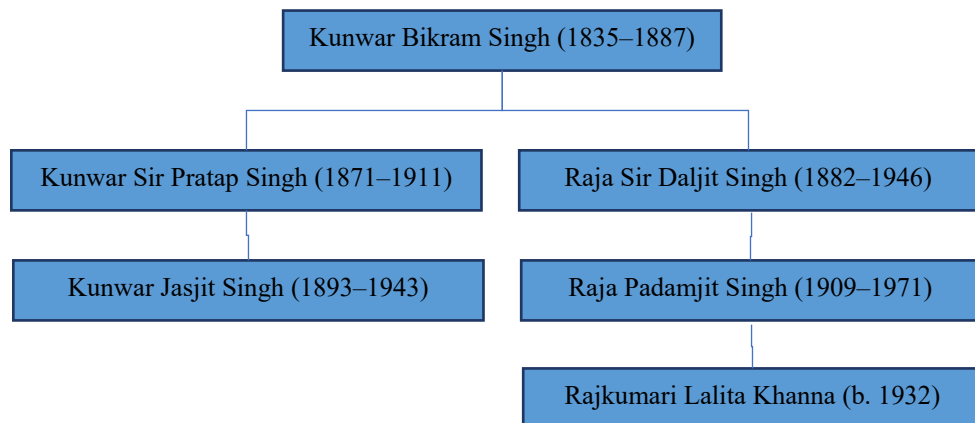 Kunwar Bikram Singh (1835–1887)
Kunwar Sir Pratap Singh (1871–1911)
Raja Sir Daljit Singh (1882–1946)
Kunwar Jasjit Singh (1893–1943)
Raja Padamjit Singh (1909–1971)
Rajkumari Lalita Khanna (b. 1932)